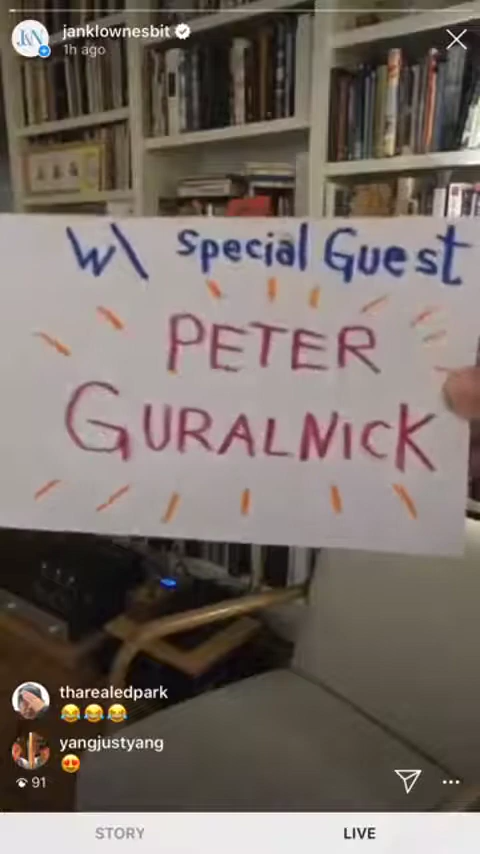 janklownesbit
1h ago
W\ Special Guest
PETER
GURALNICK
tharealedpark
😂😂😂
yangjustyang
😍
91
STORY
LIVE